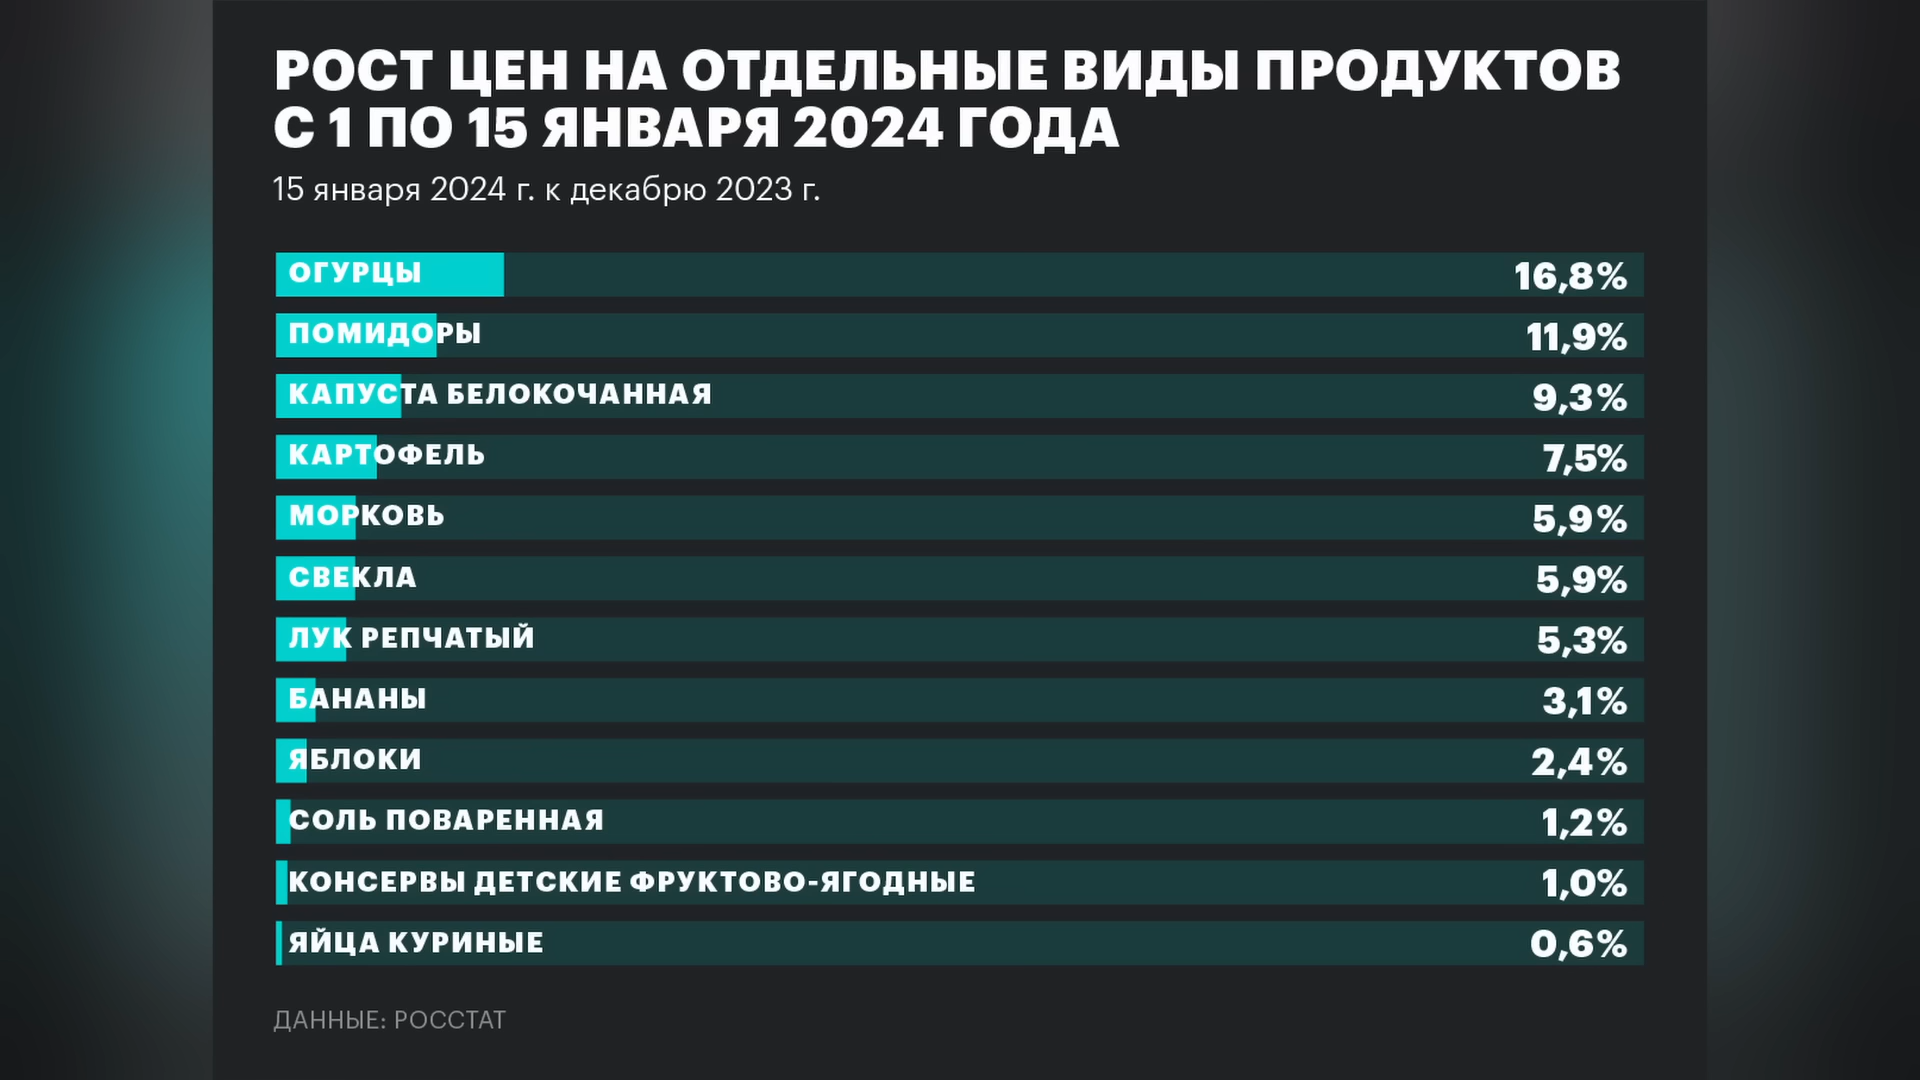 РОСТ ЦЕН НА ОТДЕЛЬНЫЕ ВИДЫ ПРОДУКТОВ
С 1 ПО 15 ЯНВАРЯ 2024 ГОДА
15 января 2024 г. к декабрю 2023 г.
ОГУРЦЫ 16,8%
ПОМИДОРЫ 11,9%
КАПУСТА БЕЛОКОЧАННАЯ 9,3%
КАРТОФЕЛЬ 7,5%
МОРКОВЬ 5,9%
СВЕКЛА 5,9%
ЛУК РЕПЧАТЫЙ 5,3%
БАНАНЫ 3,1%
ЯБЛОКИ 2,4%
СОЛЬ ПОВАРЕННАЯ 1,2%
КОНСЕРВЫ ДЕТСКИЕ ФРУКТОВО-ЯГОДНЫЕ 1,0%
ЯЙЦА КУРИНЫЕ 0,6%
ДАННЫЕ: РОССТАТ